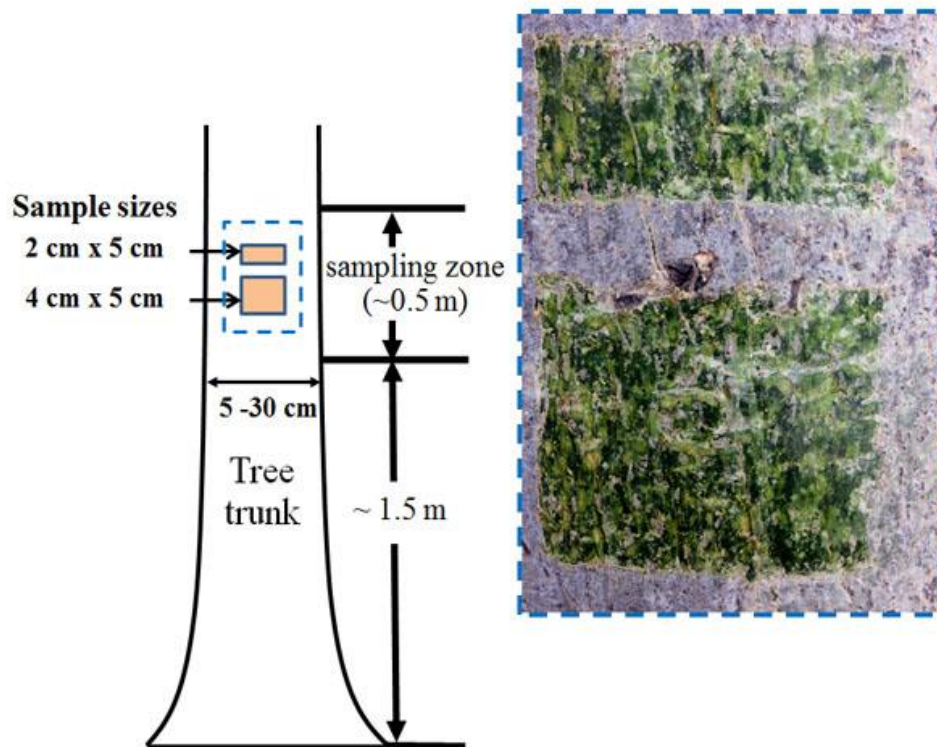 Sample sizes
2 cm x 5 cm
4 cm x 5 cm
sampling zone
(~0.5 m)
5 -30 cm
Tree
trunk
~ 1.5 m